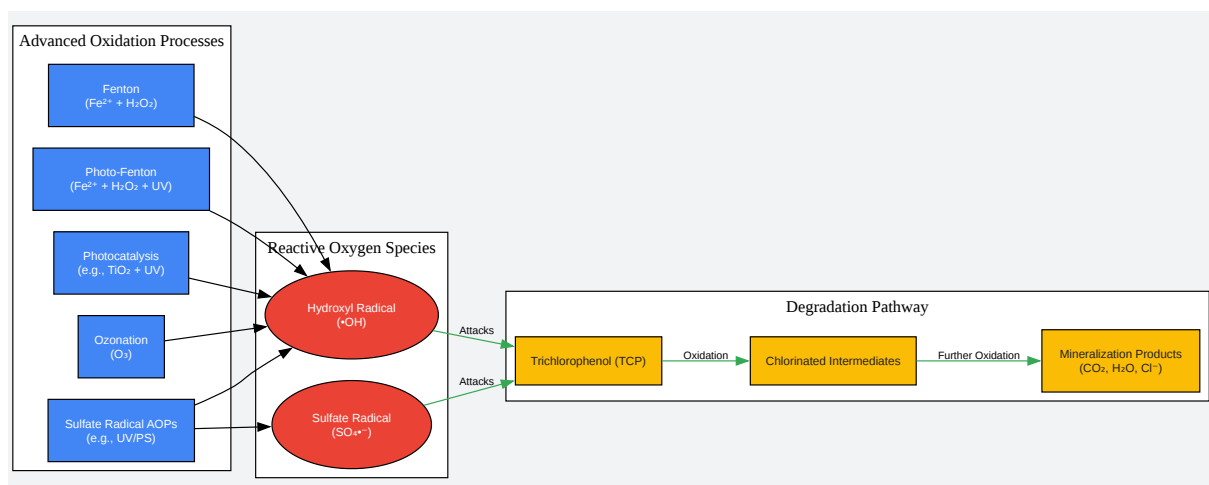 Advanced Oxidation Processes
Fenton
(Fe²⁺ + H₂O₂)
Photo-Fenton
(Fe²⁺ + H₂O₂ + UV)
Photocatalysis
(e.g., TiO₂ + UV)
Ozonation
(O₃)
Sulfate Radical AOPs
(e.g., UV/PS)
Reactive Oxygen Species
Hydroxyl Radical
(•OH)
Sulfate Radical
(SO₄•⁻)
Attacks
Attacks
Degradation Pathway
Trichlorophenol (TCP)
Oxidation
Chlorinated Intermediates
Further Oxidation
Mineralization Products
(CO₂, H₂O, Cl⁻)